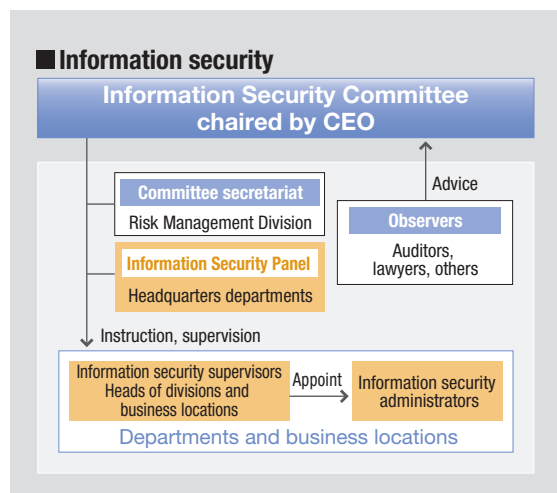 ■ Information security
Information Security Committee
chaired by CEO
Committee secretariat
Risk Management Division
Information Security Panel
Headquarters departments
Advice
Observers
Auditors,
lawyers, others
Instruction, supervision
Information security supervisors
Heads of divisions and
business locations
Appoint
Information security
administrators
Departments and business locations